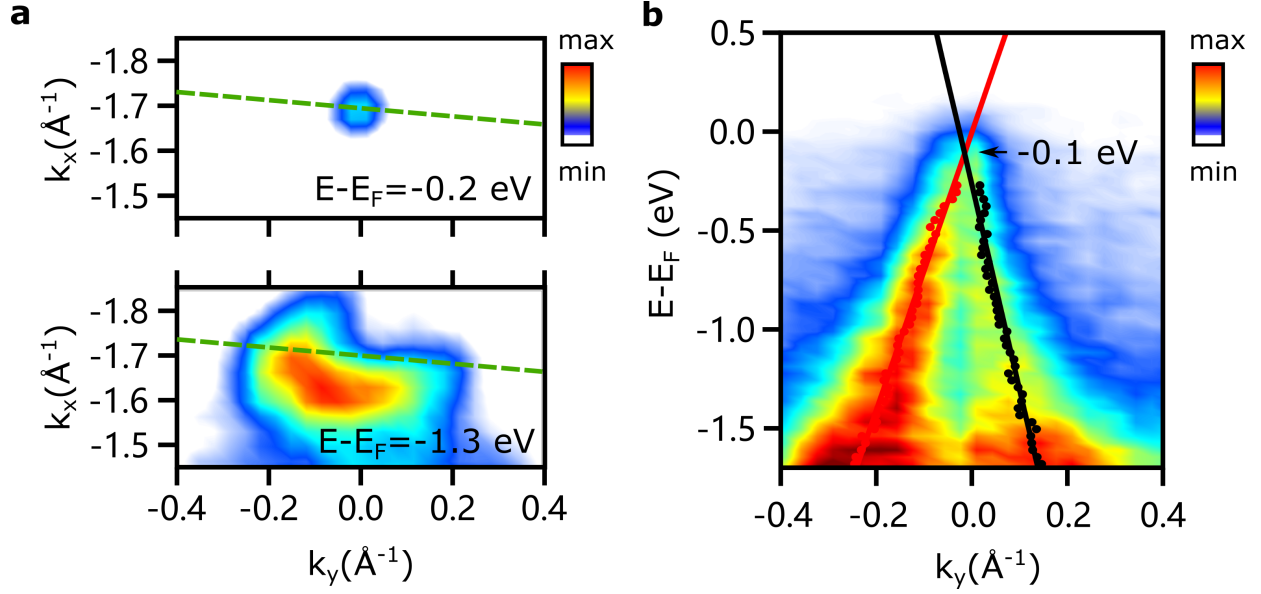 a
max
min
-1.8
-1.7
-1.6
-1.5
kx(Å-1)
E-EF=-0.2 eV
-1.8
-1.7
-1.6
-1.5
kx(Å-1)
E-EF=-1.3 eV
-0.4 -0.2 0.0 0.2 0.4
ky(Å-1)
b
max
min
0.5
0.0
-0.5
-1.0
-1.5
E-EF (eV)
-0.1 eV
-0.4 -0.2 0.0 0.2 0.4
ky(Å-1)